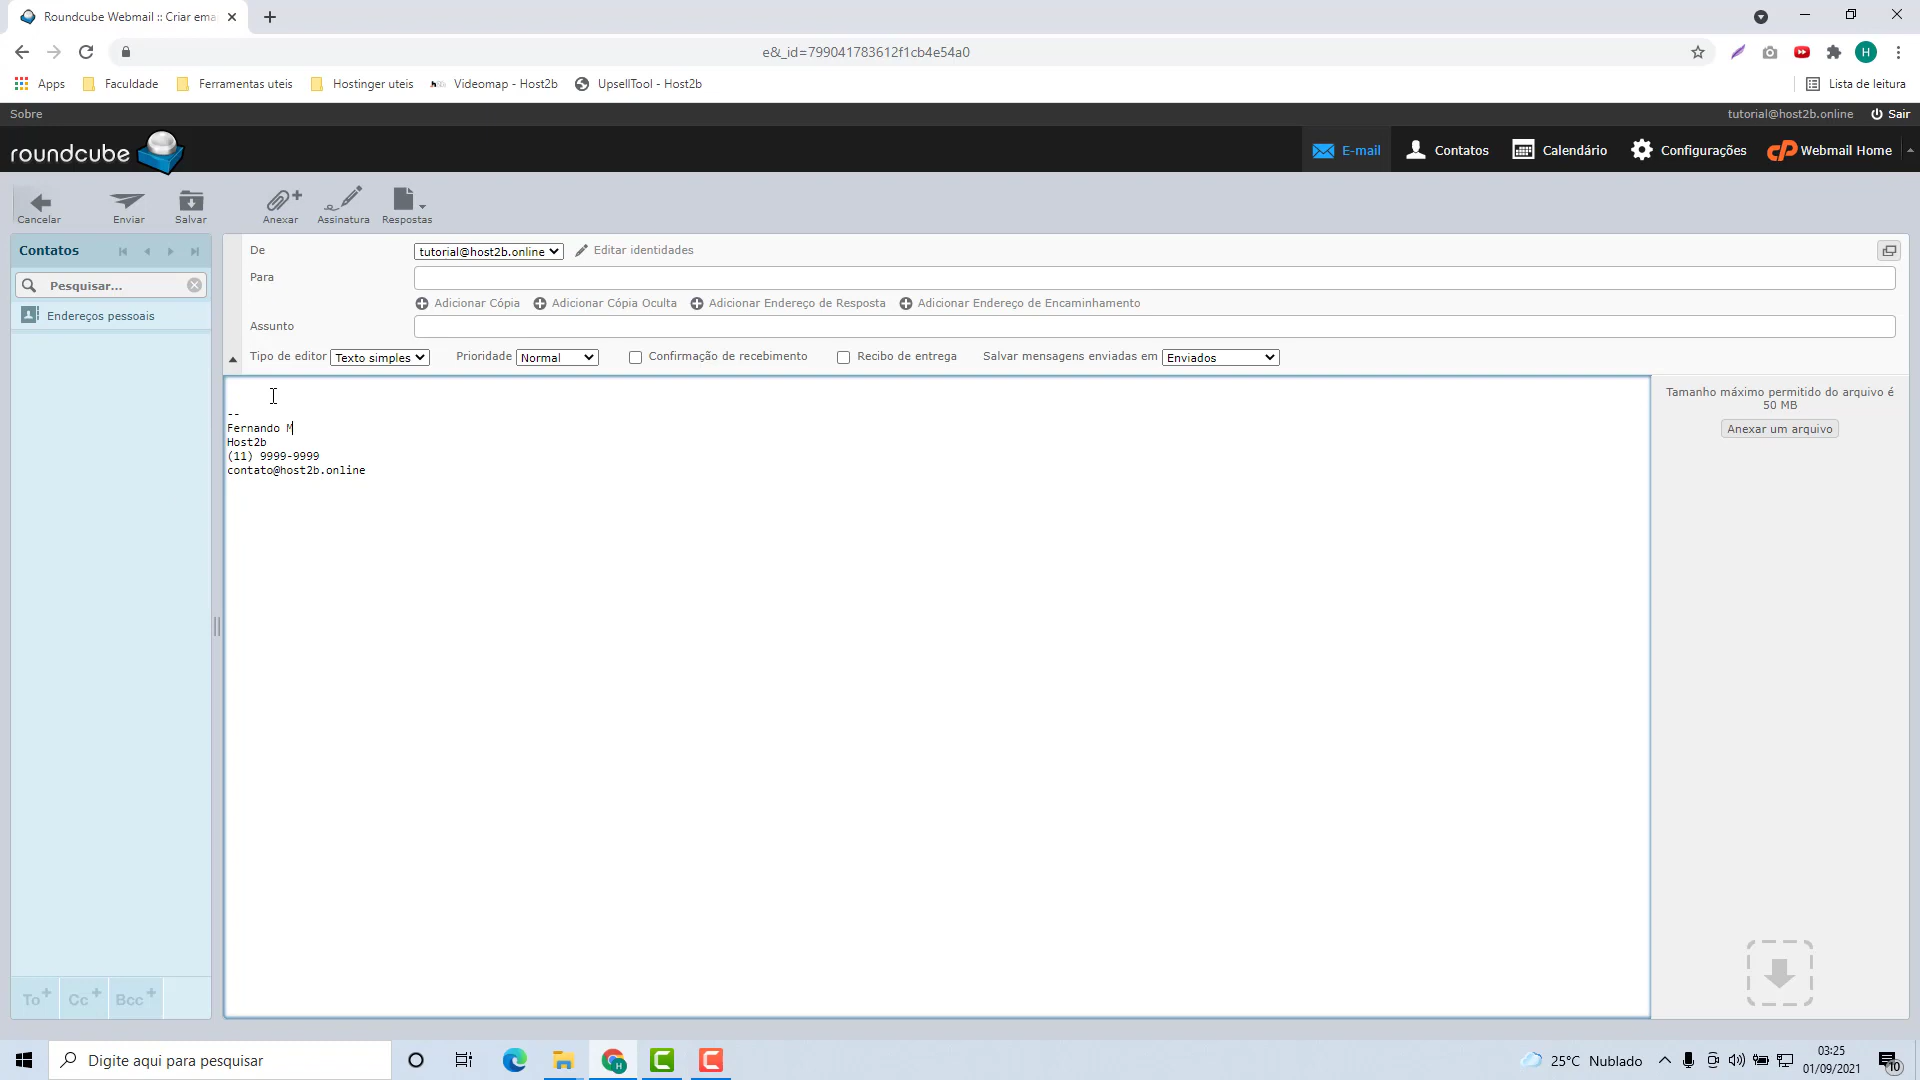 Roundcube Webmail :: Criar ema
e&_id=799041783612f1cb4e54a0
H
Apps
Faculdade
Ferramentas uteis
Hostinger uteis
Videomap - Host2b
UpsellTool - Host2b
Lista de leitura
Sobre
tutorial@host2b.online
Sair
roundcube
E-mail
Contatos
Calendário
Configurações
cP Webmail Home
Cancelar
Enviar
Salvar
Anexar
Assinatura
Respostas
Contatos
Pesquisar...
Endereços pessoais
De
tutorial@host2b.online
Editar identidades
Para
Adicionar Cópia
Adicionar Cópia Oculta
Adicionar Endereço de Resposta
Adicionar Endereço de Encaminhamento
Assunto
Tipo de editor
Texto simples
Prioridade
Normal
Confirmação de recebimento
Recibo de entrega
Salvar mensagens enviadas em
Enviados
--
Fernando M
Host2b
(11) 9999-9999
contato@host2b.online
Tamanho máximo permitido do arquivo é
50 MB
Anexar um arquivo
To+
Cc+
Bcc+
Digite aqui para pesquisar
25°C Nublado
03:25
01/09/2021
10